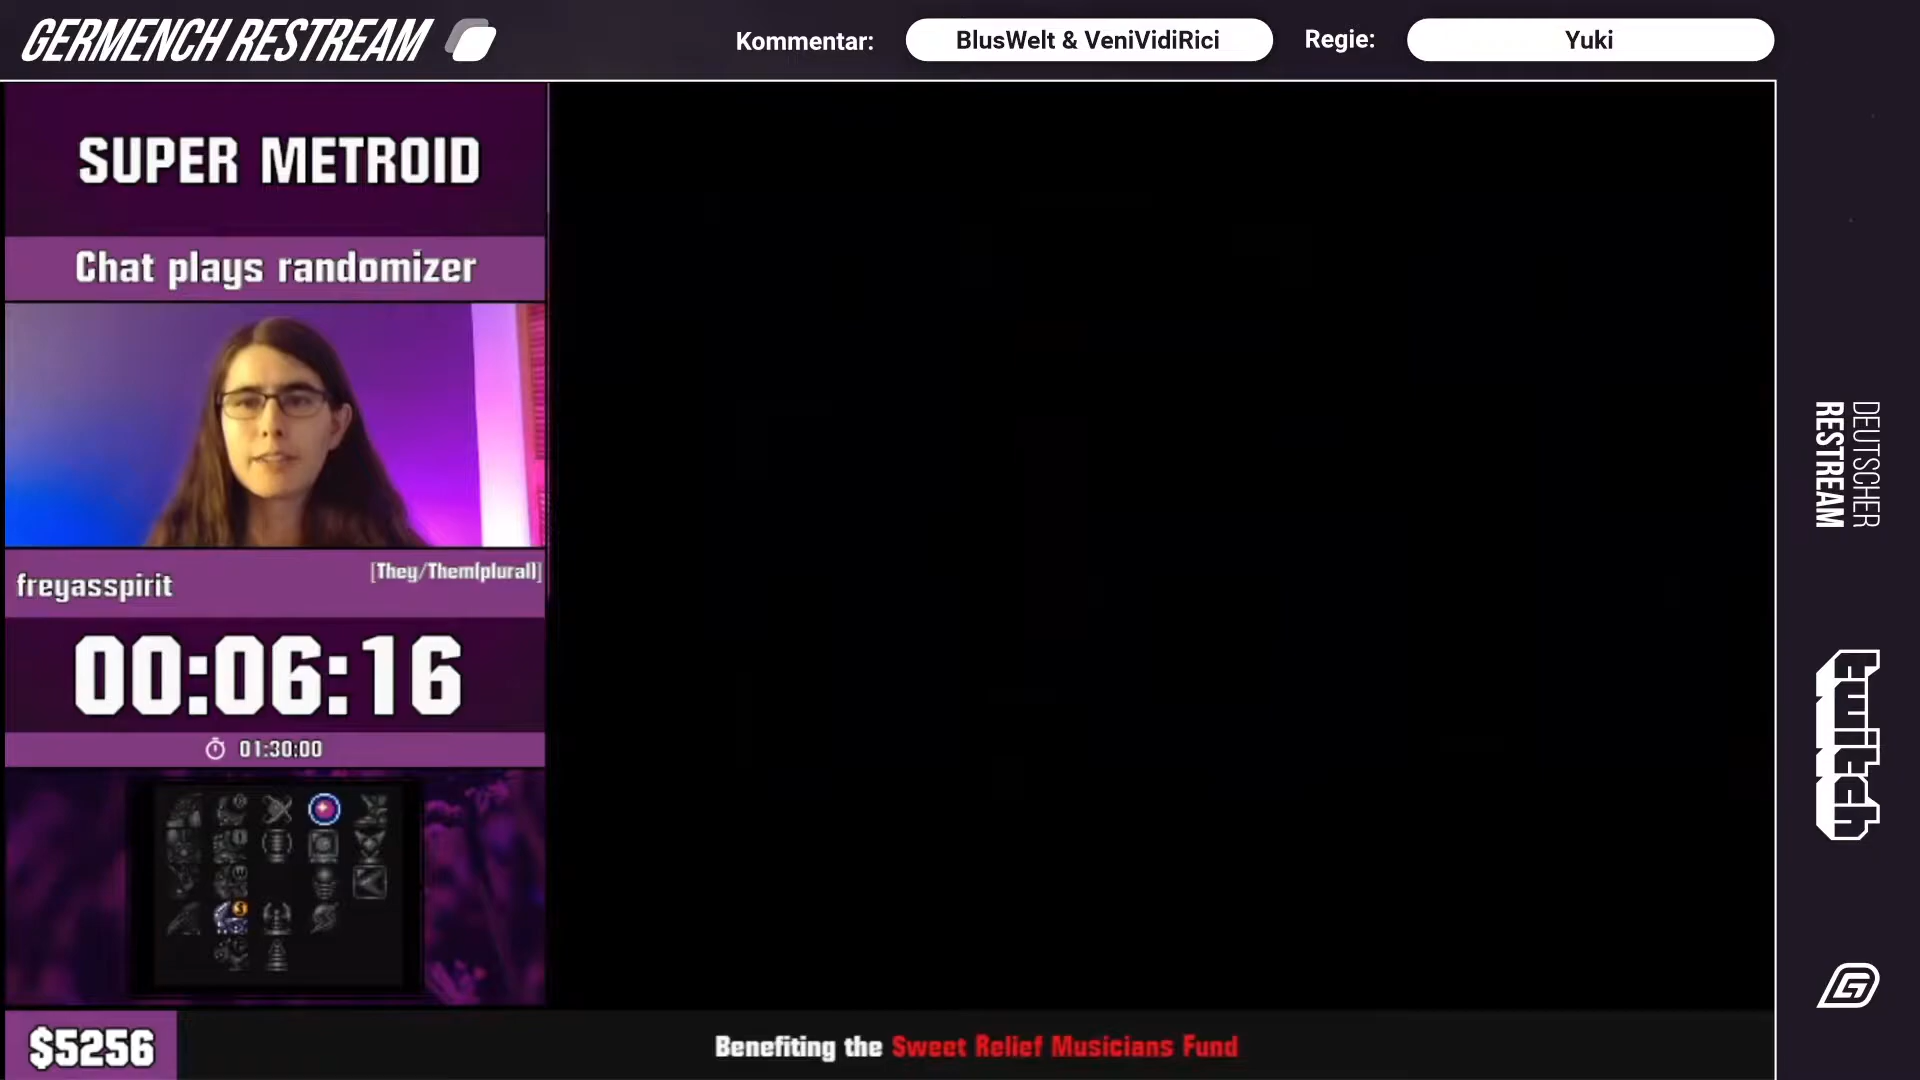 GERMENCH RESTREAM
Kommentar:
BlusWelt & VeniVidiRici
Regie:
Yuki
SUPER METROID
Chat plays randomizer
freyasspirit
[They/Them(plural)]
00:06:16
01:30:00
DEUTSCHER
RESTREAM
twitch
$5256
Benefiting the Sweet Relief Musicians Fund